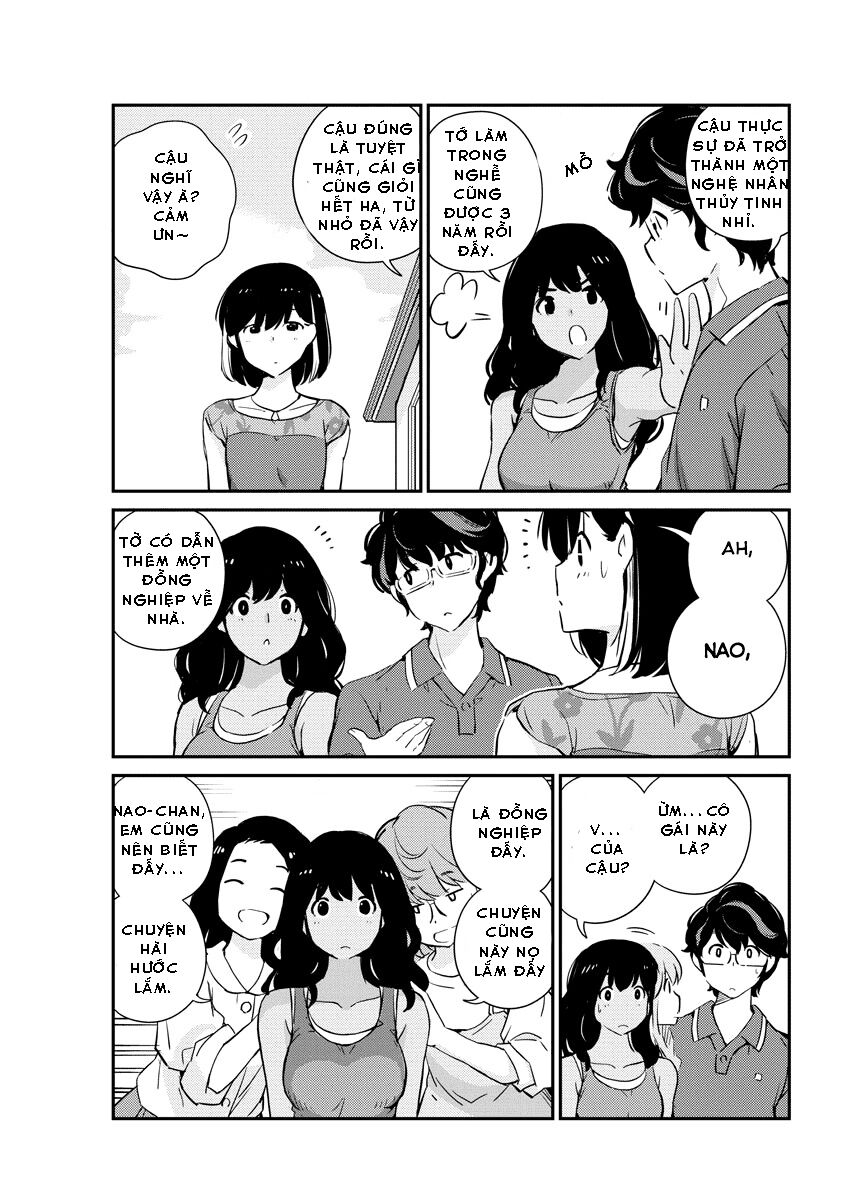 CẬU THỰC
SỰ ĐÃ TRỞ
THÀNH MỘT
NGHỆ NHÂN
THỦY TINH
NHỈ.
MỒ
TỚ LÀM
TRONG
NGHỀ
CŨNG
ĐƯỢC 3
NĂM RỒI
ĐẤY.
CẬU ĐÚNG
LÀ TUYỆT
THẬT, CÁI GÌ
CŨNG GIỎI
HẾT HA, TỪ
NHỎ ĐÃ VẬY
RỒI.
CẬU
NGHĨ
VẬY À?
CẢM
ƯN~
AH,
NAO,
TỚ CÓ DẪN
THÊM MỘT
ĐỒNG
NGHIỆP VỀ
NHÀ.
ỪM...CÔ
GÁI NÀY
LÀ?
V...
CỦA
CẬU?
LÀ ĐỒNG
NGHIỆP
ĐẤY.
CHUYỆN
CŨNG
NÀY NỌ
LẮM ĐẤY
NAO-CHAN,
EM CŨNG
NÊN BIẾT
ĐẤY...
CHUYỆN
HÀI
HƯỚC
LẮM.